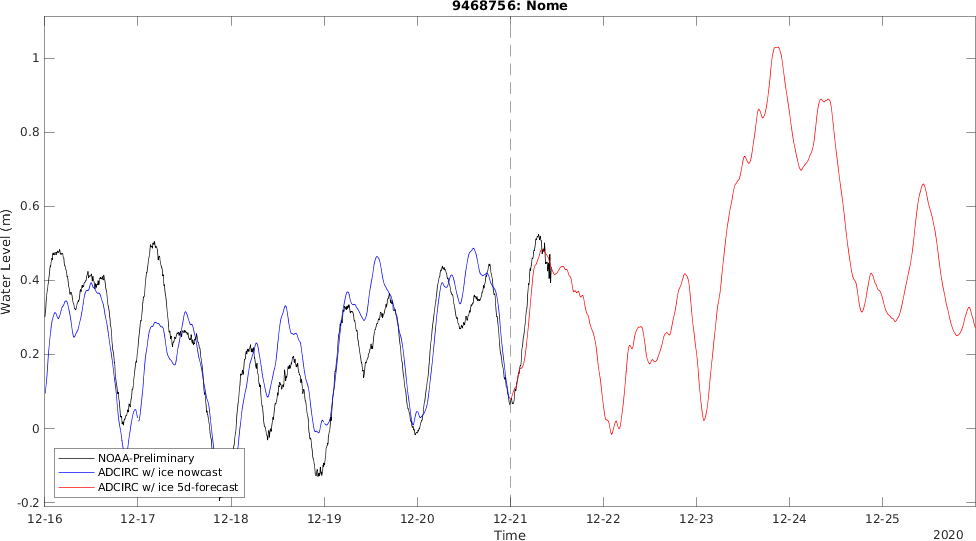 9468756: Nome
Water Level (m)
1
0.8
0.6
0.4
0.2
0
-0.2
NOAA-Preliminary
ADCIRC w/ ice nowcast
ADCIRC w/ ice 5d-forecast
12-16 12-17 12-18 12-19 12-20 12-21 12-22 12-23 12-24 12-25
Time
2020